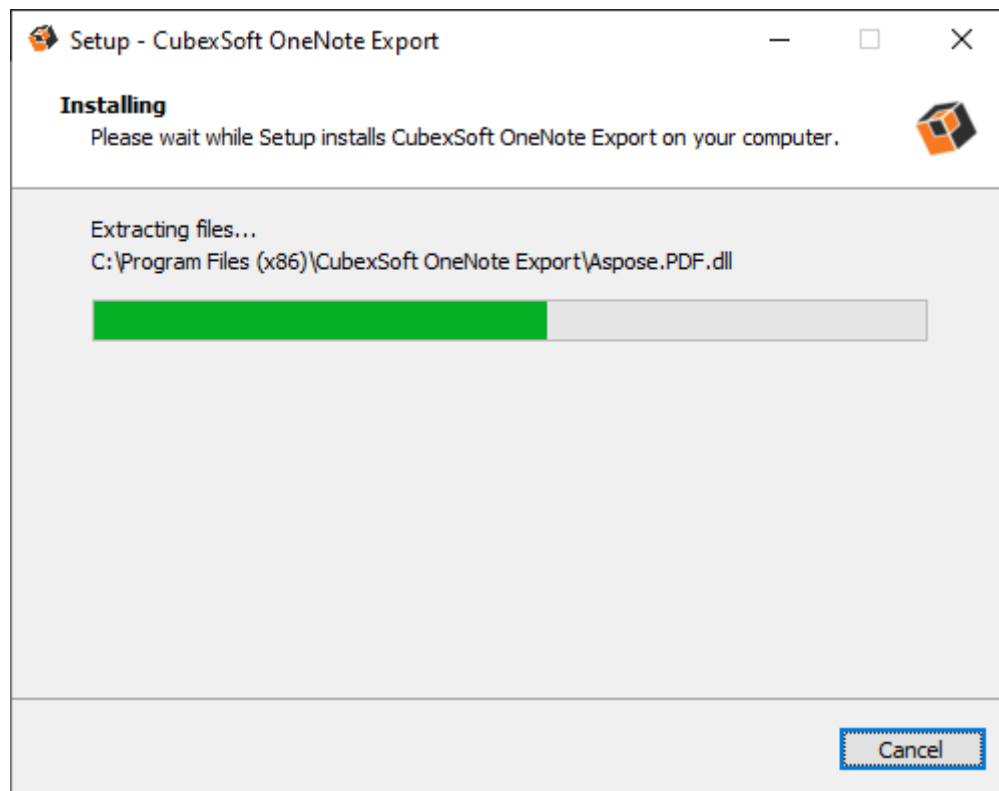 Setup - CubexSoft OneNote Export
Installing
Please wait while Setup installs CubexSoft OneNote Export on your computer.
Extracting files...
C:\Program Files (x86)\CubexSoft OneNote Export\Aspose.PDF.dll
Cancel